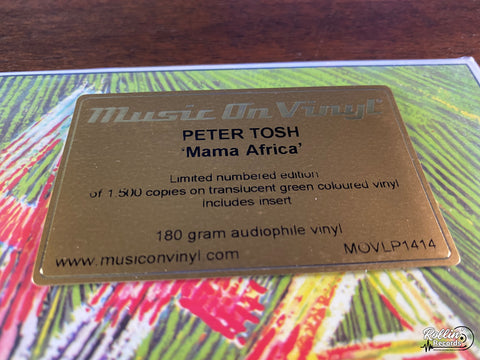 Music On Vinyl
PETER TOSH
'Mama Africa'
Limited numbered edition
of 1.500 copies on translucent green coloured vinyl
Includes insert
180 gram audiophile vinyl
www.musiconvinyl.com MOVLP1414
Rollin'
Records